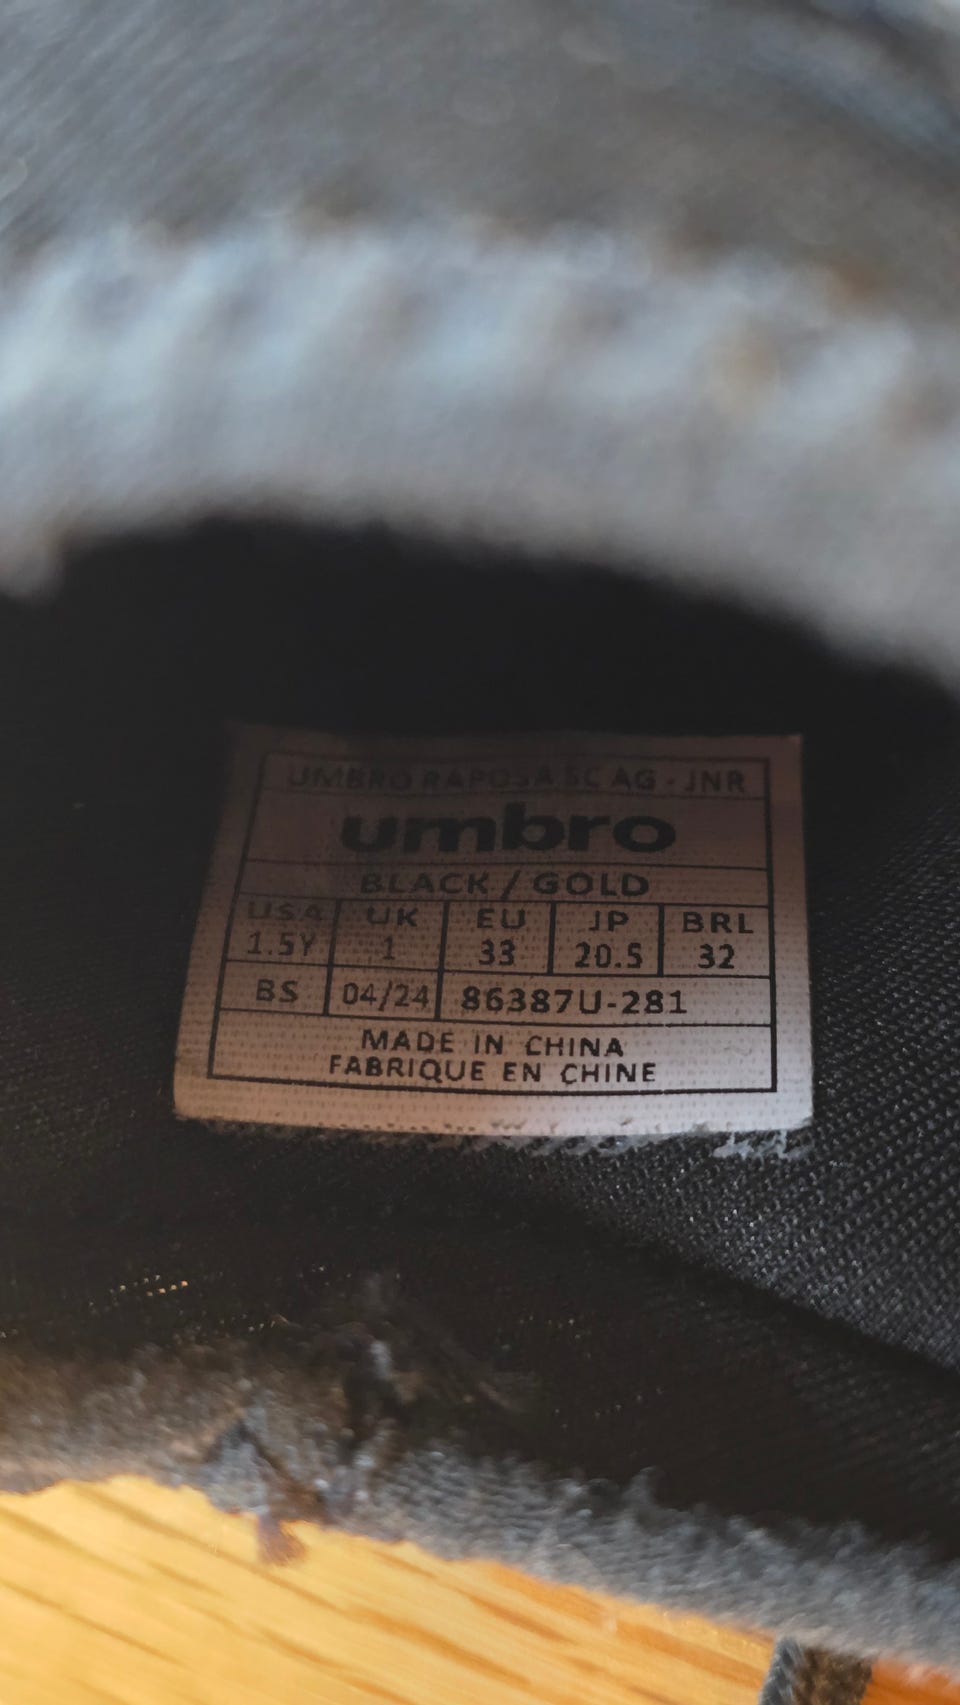 UMBRO RAPOSA SC AG - JNR
umbro
BLACK / GOLD
USA UK EU JP BRL
1.5Y 1 33 20.5 32
BS 04/24 86387U-281
MADE IN CHINA
FABRIQUE EN CHINE